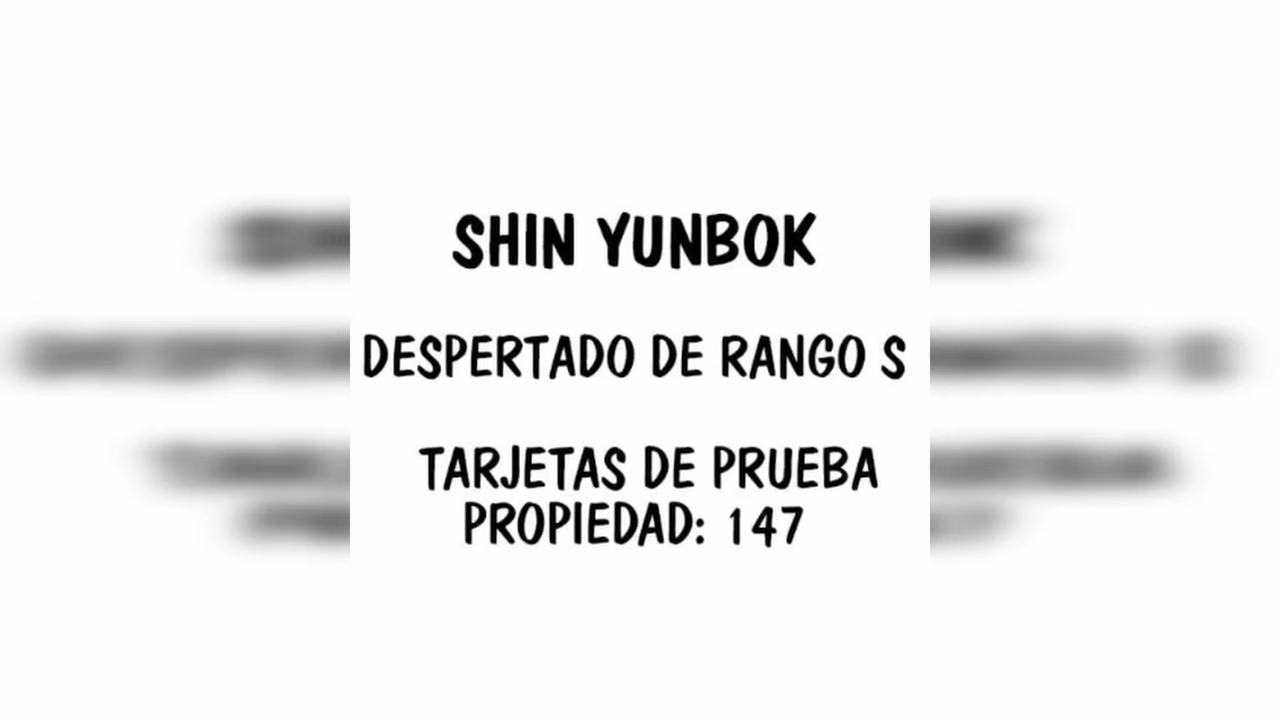 SHIN YUNBOK
DESPERTADO DE RANGO S
TARJETAS DE PRUEBA
PROPIEDAD: 147